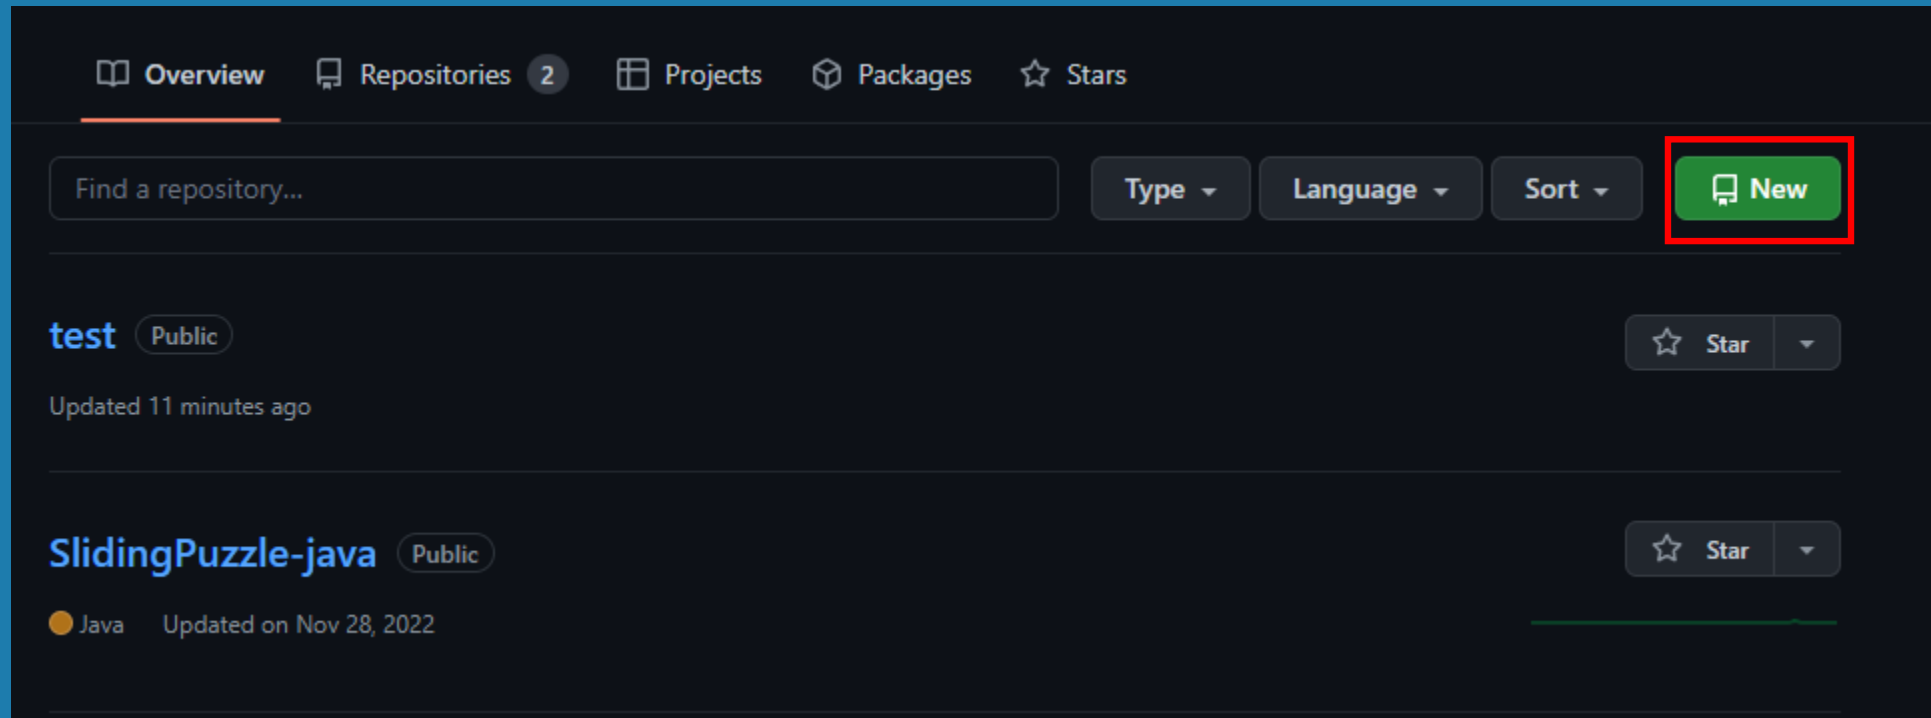 Overview Repositories 2 Projects Packages Stars
Find a repository... Type Language Sort New
test Public
Star
Updated 11 minutes ago
SlidingPuzzle-java Public
Star
Java Updated on Nov 28, 2022